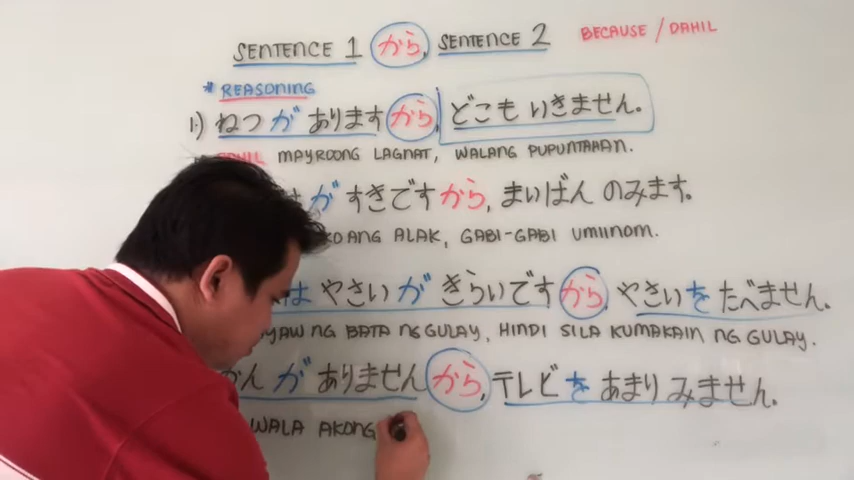 SENTENCE 1 から, SENTENCE 2 BECAUSE / DAHIL
* REASONING
1) ねつ が あります から, どこも いきません.
DAHIL MAYROONG LAGNAT, WALANG PUPUNTAHAN.
が すきです から, まいばん のみます.
KO ANG ALAK, GABI-GABI UMIINOM.
は やさい が きらいです から, やさい を たべません.
AYAW NG BATA NG GULAY, HINDI SILA KUMAKAIN NG GULAY.
かん が ありません から, テレビ を あまり みません.
WALA AKONG